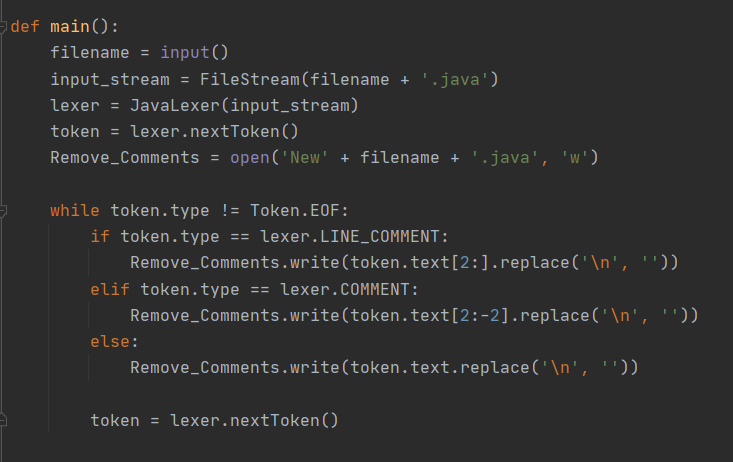 def main():
    filename = input()
    input_stream = FileStream(filename + '.java')
    lexer = JavaLexer(input_stream)
    token = lexer.nextToken()
    Remove_Comments = open('New' + filename + '.java', 'w')

    while token.type != Token.EOF:
        if token.type == lexer.LINE_COMMENT:
            Remove_Comments.write(token.text[2:].replace('\n', ''))
        elif token.type == lexer.COMMENT:
            Remove_Comments.write(token.text[2:-2].replace('\n', ''))
        else:
            Remove_Comments.write(token.text.replace('\n', ''))

        token = lexer.nextToken()